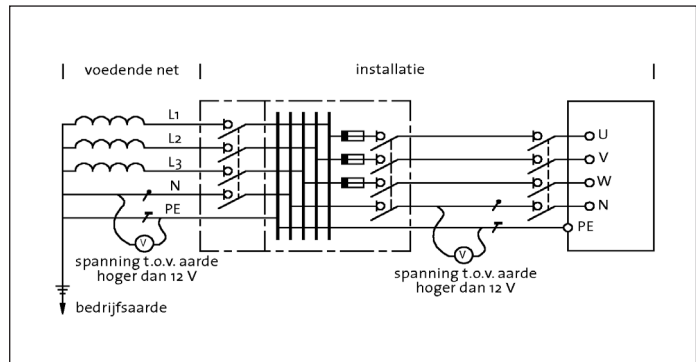 voedende net
installatie
L1
L2
L3
N
PE
U
V
W
N
PE
V
V
spanning t.o.v. aarde
hoger dan 12 V
spanning t.o.v. aarde
hoger dan 12 V
bedrijfsaarde